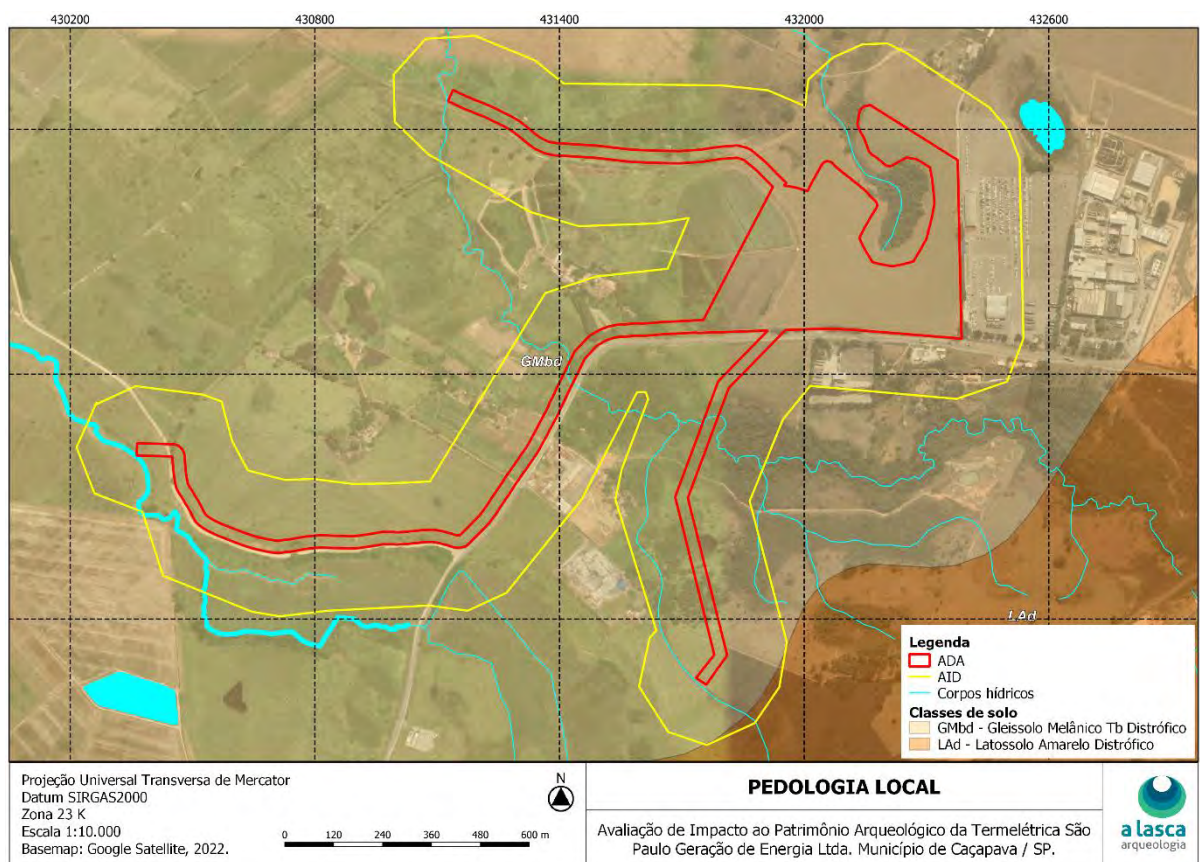 430200 430800 431400 432000 432600
GMbd
LAd
Legenda
ADA
AID
Corpos hídricos
Classes de solo
GMbd - Gleissolo Melânico Tb Distrófico
LAd - Latossolo Amarelo Distrófico
Projeção Universal Transversa de Mercator
Datum SIRGAS2000
Zona 23 K
Escala 1:10.000
Basemap: Google Satellite, 2022.
N
0 120 240 360 480 600 m
PEDOLOGIA LOCAL
Avaliação de Impacto ao Patrimônio Arqueológico da Termelétrica São
Paulo Geração de Energia Ltda. Município de Caçapava / SP.
a lasca
arqueologia